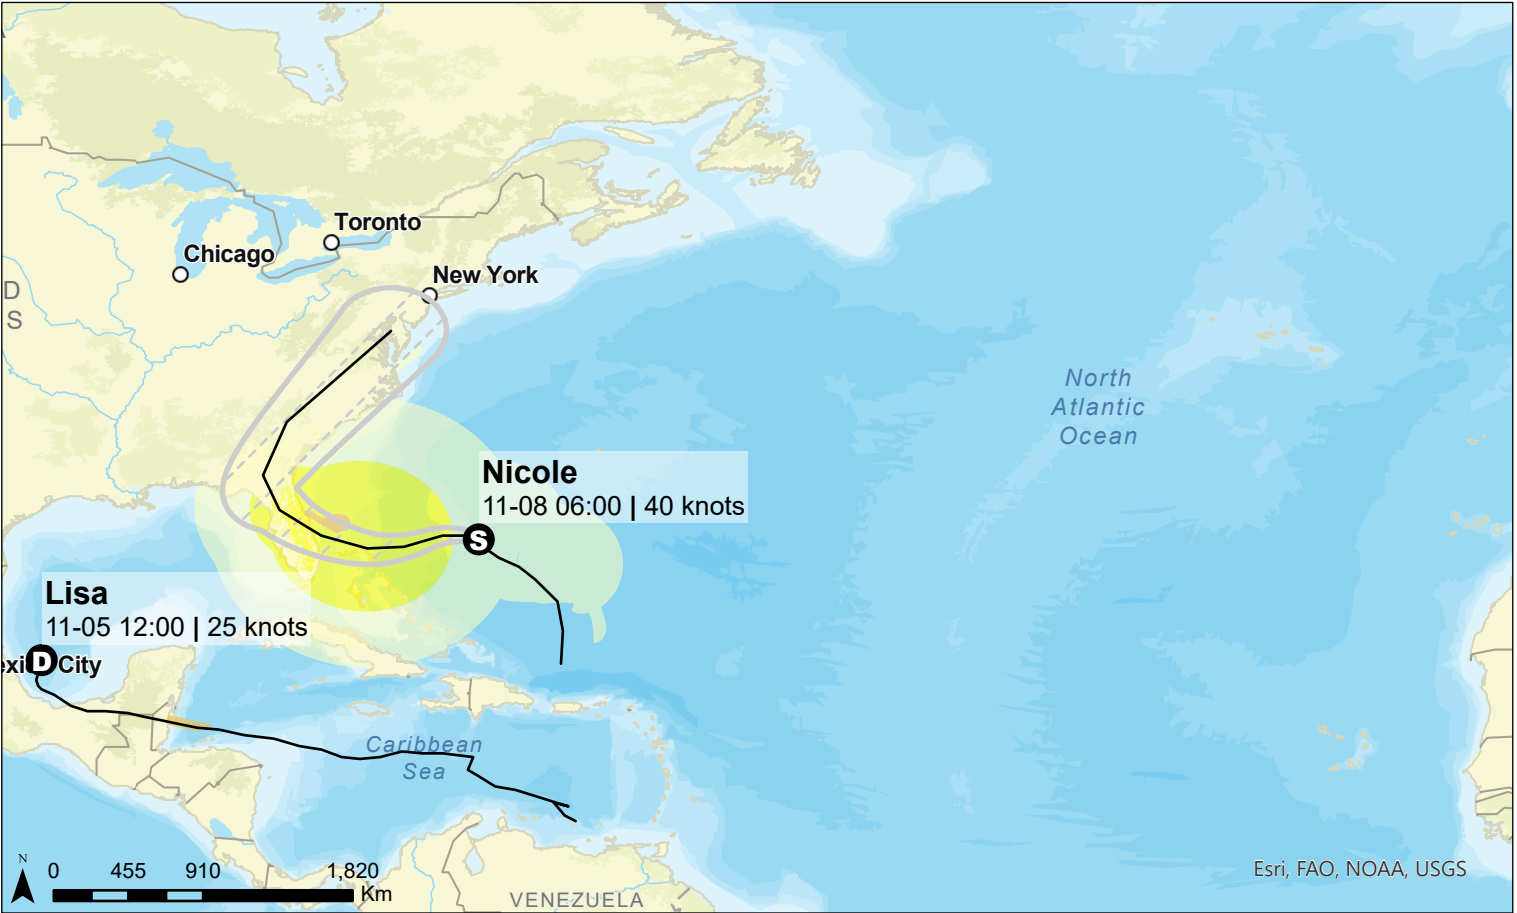 Toronto
Chicago
New York
D
S
North
Atlantic
Ocean
Nicole
11-08 06:00 | 40 knots
S
Lisa
11-05 12:00 | 25 knots
exi D City
Caribbean
Sea
N
0 455 910 1,820
Km
VENEZUELA
Esri, FAO, NOAA, USGS